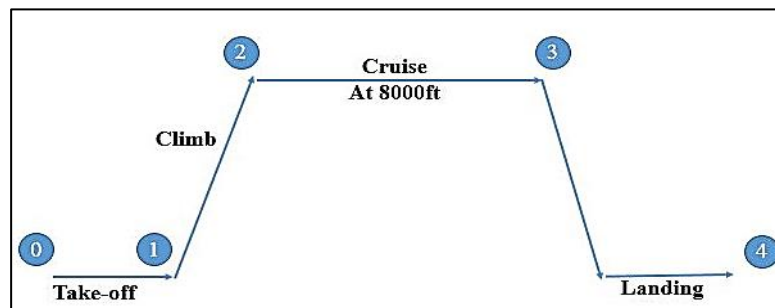 2
3
Cruise
At 8000ft
Climb
0
1
4
Take-off
Landing